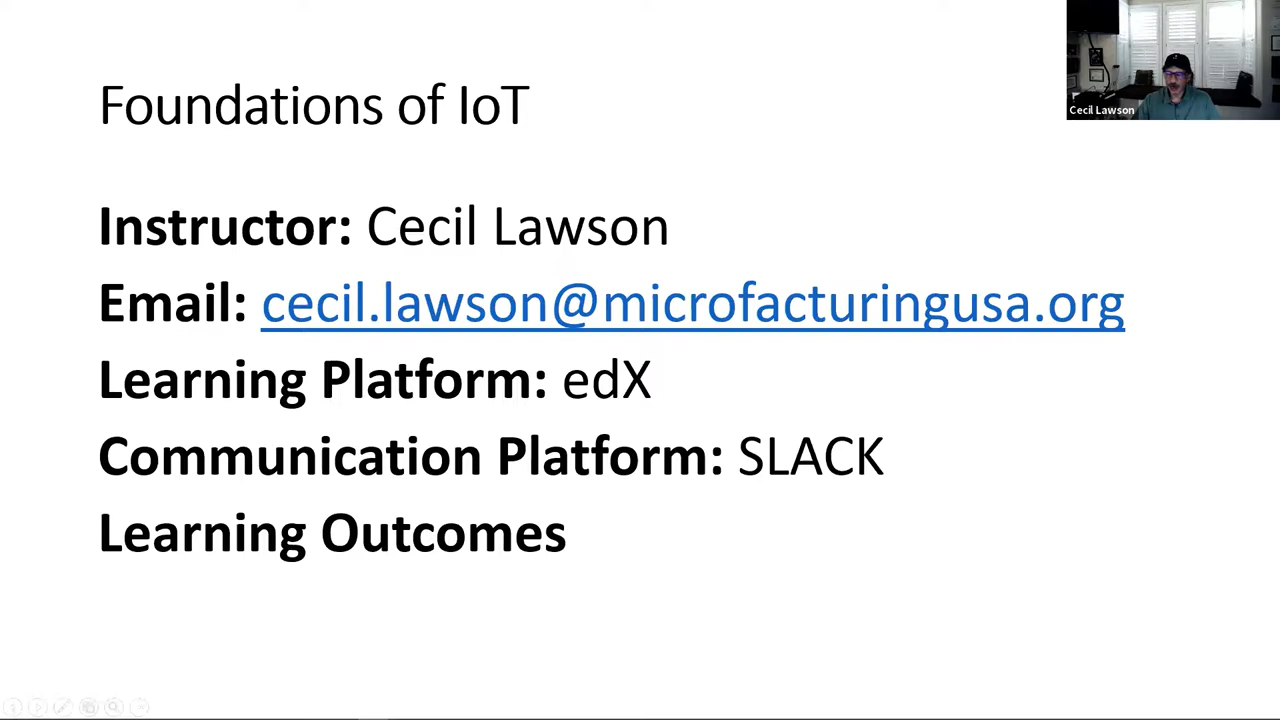 Foundations of IoT
Cecil Lawson
Instructor: Cecil Lawson
Email: cecil.lawson@microfacturingusa.org
Learning Platform: edX
Communication Platform: SLACK
Learning Outcomes